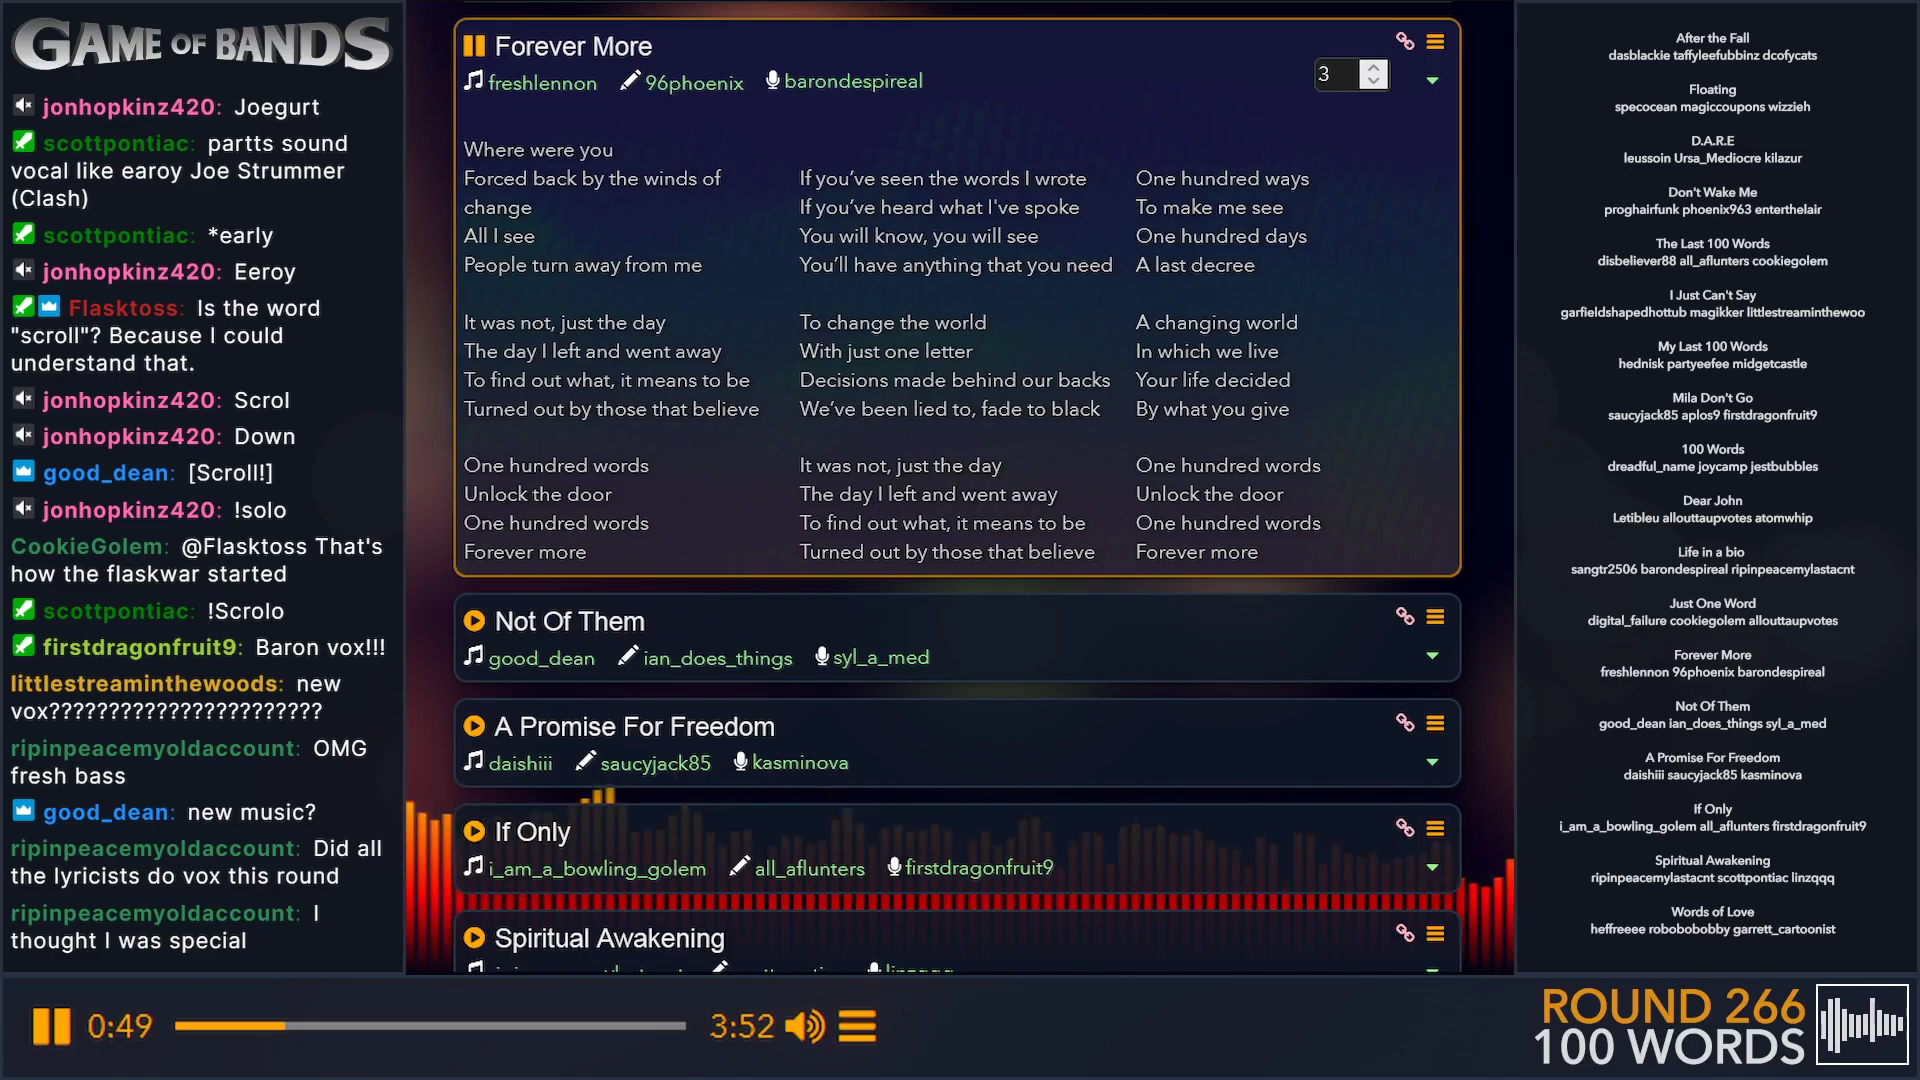 GAME OF BANDS
jonhopkinz420: Joegurt
scottpontiac: partts sound
vocal like earoy Joe Strummer
(Clash)
scottpontiac: *early
jonhopkinz420: Eeroy
Flasktoss: Is the word
"scroll"? Because I could
understand that.
jonhopkinz420: Scrol
jonhopkinz420: Down
good_dean: [Scroll!]
jonhopkinz420: !solo
CookieGolem: @Flasktoss That's
how the flaskwar started
scottpontiac: !Scrolo
firstdragonfruit9: Baron vox!!!
littlestreaminthewoods: new
vox???????????????????????
ripinpeacemyoldaccount: OMG
fresh bass
good_dean: new music?
ripinpeacemyoldaccount: Did all
the lyricists do vox this round
ripinpeacemyoldaccount: I
thought I was special
Forever More
freshlennon 96phoenix barondespireal
3
Where were you
Forced back by the winds of
change
All I see
People turn away from me
It was not, just the day
The day I left and went away
To find out what, it means to be
Turned out by those that believe
One hundred words
Unlock the door
One hundred words
Forever more
If you've seen the words I wrote
If you've heard what I've spoke
You will know, you will see
You'll have anything that you need
To change the world
With just one letter
Decisions made behind our backs
We've been lied to, fade to black
It was not, just the day
The day I left and went away
To find out what, it means to be
Turned out by those that believe
One hundred ways
To make me see
One hundred days
A last decree
A changing world
In which we live
Your life decided
By what you give
One hundred words
Unlock the door
One hundred words
Forever more
Not Of Them
good_dean ian_does_things syl_a_med
A Promise For Freedom
daishiii saucyjack85 kasminova
If Only
i_am_a_bowling_golem all_aflunters firstdragonfruit9
Spiritual Awakening
After the Fall
dasblackie taffyleefubbinz dcofycats
Floating
specocean magiccoupons wizzieh
D.A.R.E
leussoin Ursa_Mediocre kilazur
Don't Wake Me
proghairfunk phoenix963 enterthelair
The Last 100 Words
disbeliever88 all_aflunters cookiegolem
I Just Can't Say
garfieldshapedhottub magikker littlestreaminthewoo
My Last 100 Words
hednisk partyeefee midgetcastle
Mila Don't Go
saucyjack85 aplos9 firstdragonfruit9
100 Words
dreadful_name joycamp jestbubbles
Dear John
Letibleu allouttaupvotes atomwhip
Life in a bio
sangtr2506 barondespireal ripinpeacemylastacnt
Just One Word
digital_failure cookiegolem allouttaupvotes
Forever More
freshlennon 96phoenix barondespireal
Not Of Them
good_dean ian_does_things syl_a_med
A Promise For Freedom
daishiii saucyjack85 kasminova
If Only
i_am_a_bowling_golem all_aflunters firstdragonfruit9
Spiritual Awakening
ripinpeacemylastacnt scottpontiac linzqqq
Words of Love
heffreeee robobobobby garrett_cartoonist
0:49
3:52
ROUND 266
100 WORDS